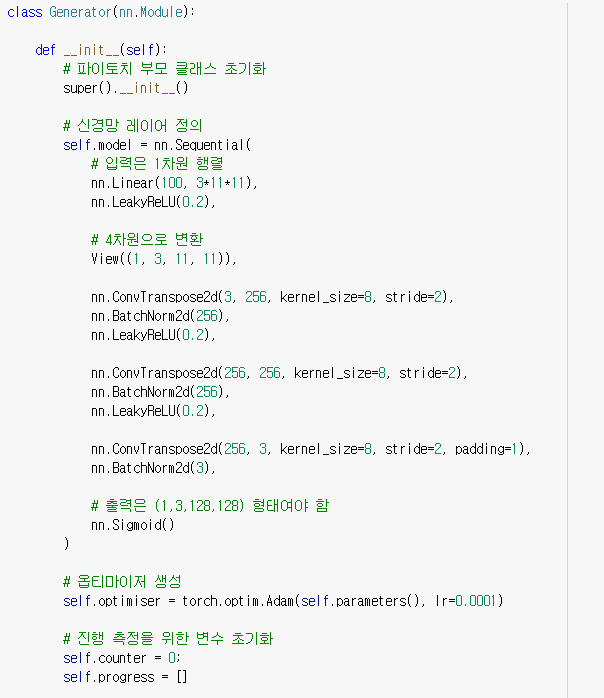 class Generator(nn.Module):
def __init__(self):
# 파이토치 부모 클래스 초기화
super().__init__()
# 신경망 레이어 정의
self.model = nn.Sequential(
# 입력은 1차원 행렬
nn.Linear(100, 3*11*11),
nn.LeakyReLU(0.2),
# 4차원으로 변환
View((1, 3, 11, 11)),
nn.ConvTranspose2d(3, 256, kernel_size=8, stride=2),
nn.BatchNorm2d(256),
nn.LeakyReLU(0.2),
nn.ConvTranspose2d(256, 256, kernel_size=8, stride=2),
nn.BatchNorm2d(256),
nn.LeakyReLU(0.2),
nn.ConvTranspose2d(256, 3, kernel_size=8, stride=2, padding=1),
nn.BatchNorm2d(3),
# 출력은 (1,3,128,128) 형태여야 함
nn.Sigmoid()
)
# 옵티마이저 생성
self.optimiser = torch.optim.Adam(self.parameters(), lr=0.0001)
# 진행 측정을 위한 변수 초기화
self.counter = 0;
self.progress = []